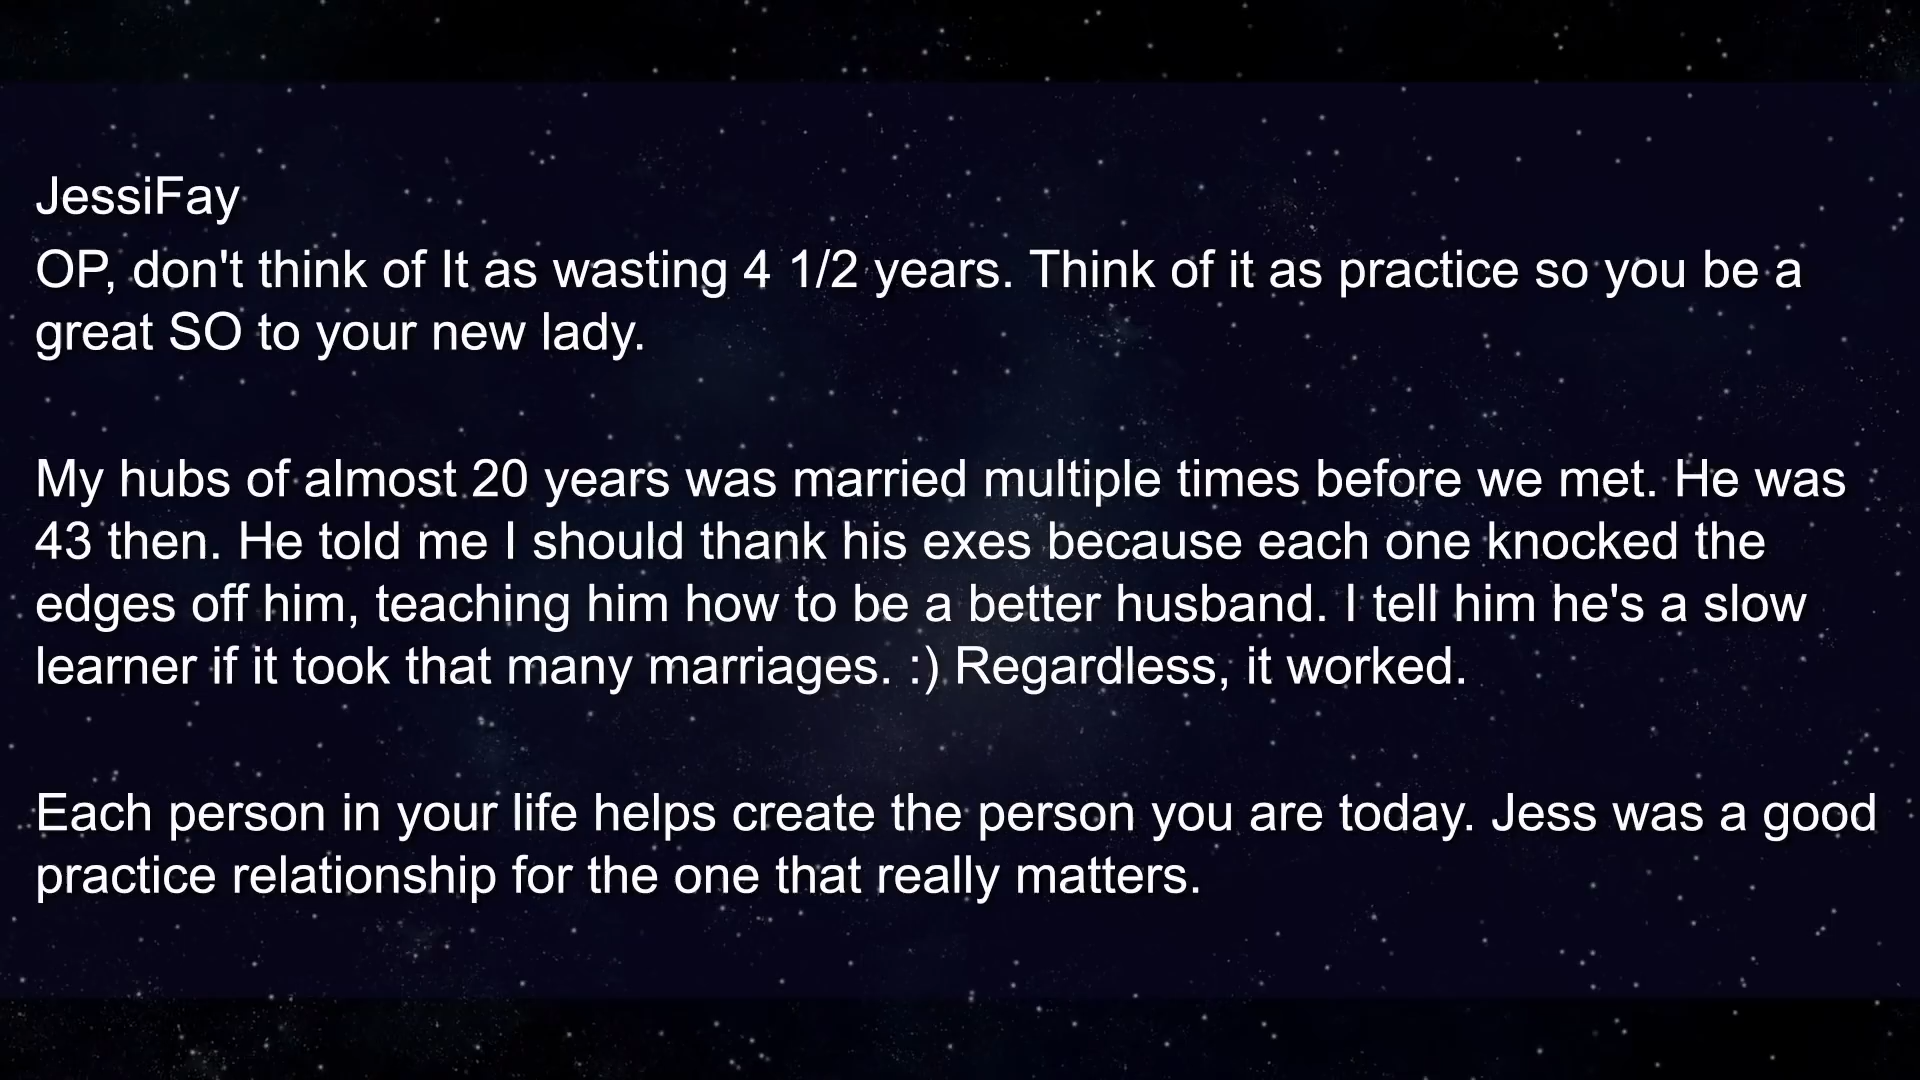 JessiFay
OP, don't think of It as wasting 4 1/2 years. Think of it as practice so you be a
great SO to your new lady.
My hubs of almost 20 years was married multiple times before we met. He was
43 then. He told me I should thank his exes because each one knocked the
edges off him, teaching him how to be a better husband. I tell him he's a slow
learner if it took that many marriages. :) Regardless, it worked.
Each person in your life helps create the person you are today. Jess was a good
practice relationship for the one that really matters.